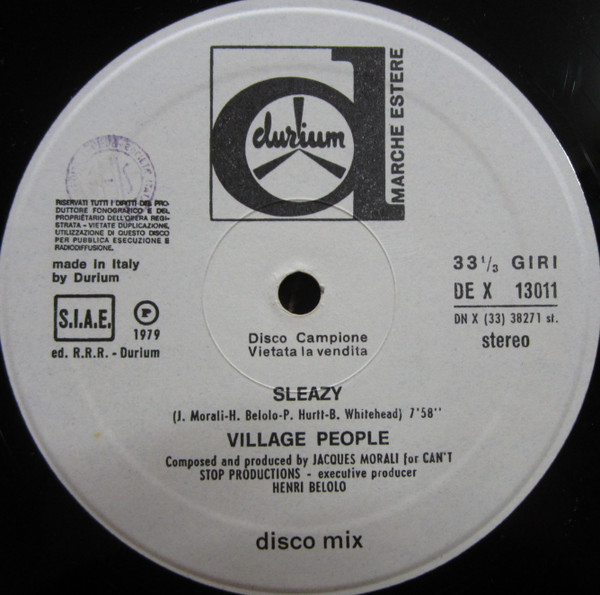 durium
MARCHE ESTERE
RISERVATI TUTTI I DIRITTI DEL PRO-
DUTTORE FONOGRAFICO E DEL
PROPRIETARIO DELL'OPERA REGI-
STRATA - VIETATE DUPLICAZIONE,
UTILIZZAZIONE DI QUESTO DISCO
PER PUBBLICA ESECUZIONE E
RADIODIFFUSIONE.
made in Italy
by Durium
S.I.A.E.
P
1979
ed. R.R.R. - Durium
33 1/3 GIRI
DE X 13011
DN X (33) 38271 st.
stereo
Disco Campione
Vietata la vendita
SLEAZY
(J. Morali-H. Belolo-P. Hurtt-B. Whitehead) 7'58''
VILLAGE PEOPLE
Composed and produced by JACQUES MORALI for CAN'T
STOP PRODUCTIONS - executive producer
HENRI BELOLO
disco mix